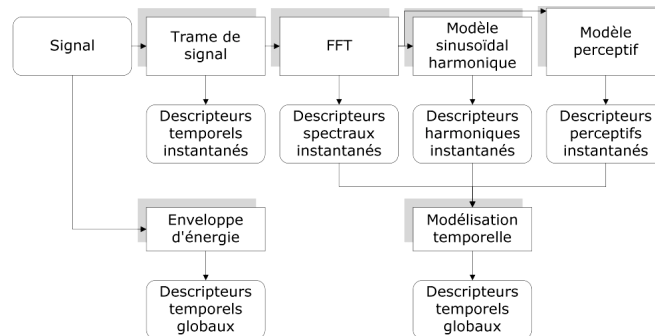 Signal
Trame de
signal
FFT
Modèle
sinusoïdal
harmonique
Modèle
perceptif
Descripteurs
temporels
instantanés
Descripteurs
spectraux
instantanés
Descripteurs
harmoniques
instantanés
Descripteurs
perceptifs
instantanés
Enveloppe
d'énergie
Modélisation
temporelle
Descripteurs
temporels
globaux
Descripteurs
temporels
globaux